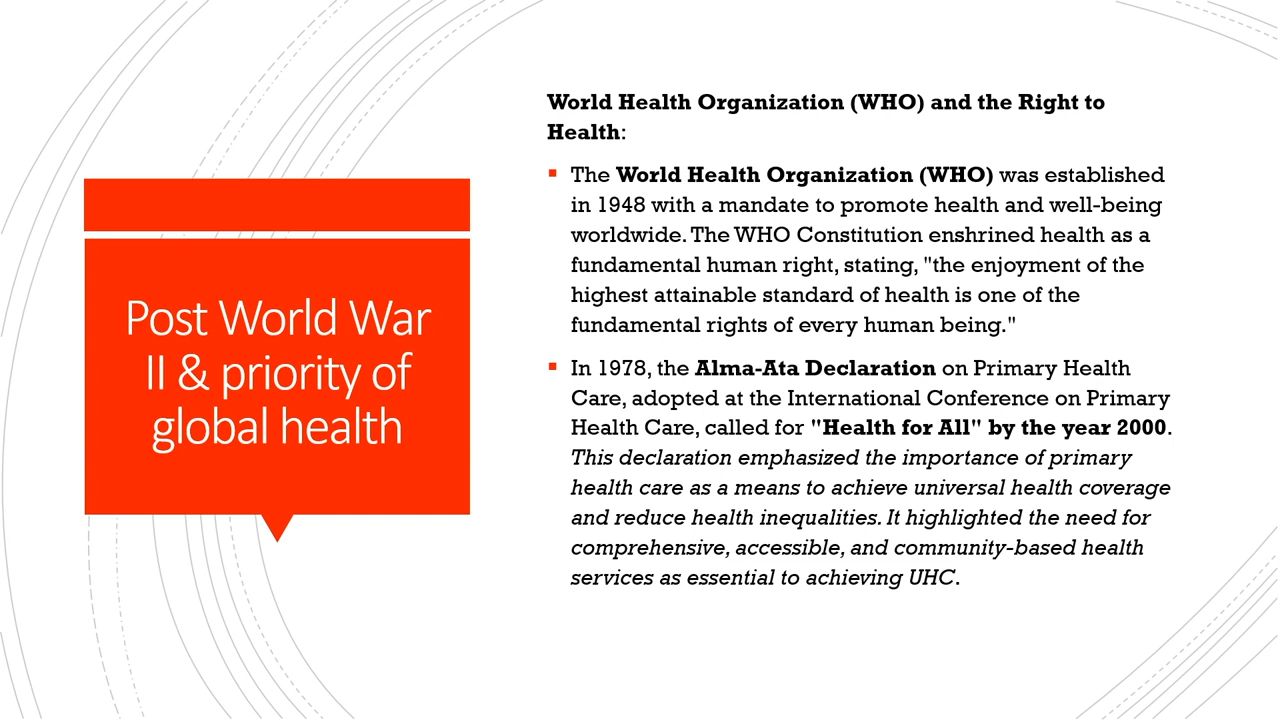 Post World War
II & priority of
global health
World Health Organization (WHO) and the Right to
Health:
The World Health Organization (WHO) was established
in 1948 with a mandate to promote health and well-being
worldwide. The WHO Constitution enshrined health as a
fundamental human right, stating, "the enjoyment of the
highest attainable standard of health is one of the
fundamental rights of every human being."
In 1978, the Alma-Ata Declaration on Primary Health
Care, adopted at the International Conference on Primary
Health Care, called for "Health for All" by the year 2000.
This declaration emphasized the importance of primary
health care as a means to achieve universal health coverage
and reduce health inequalities. It highlighted the need for
comprehensive, accessible, and community-based health
services as essential to achieving UHC.